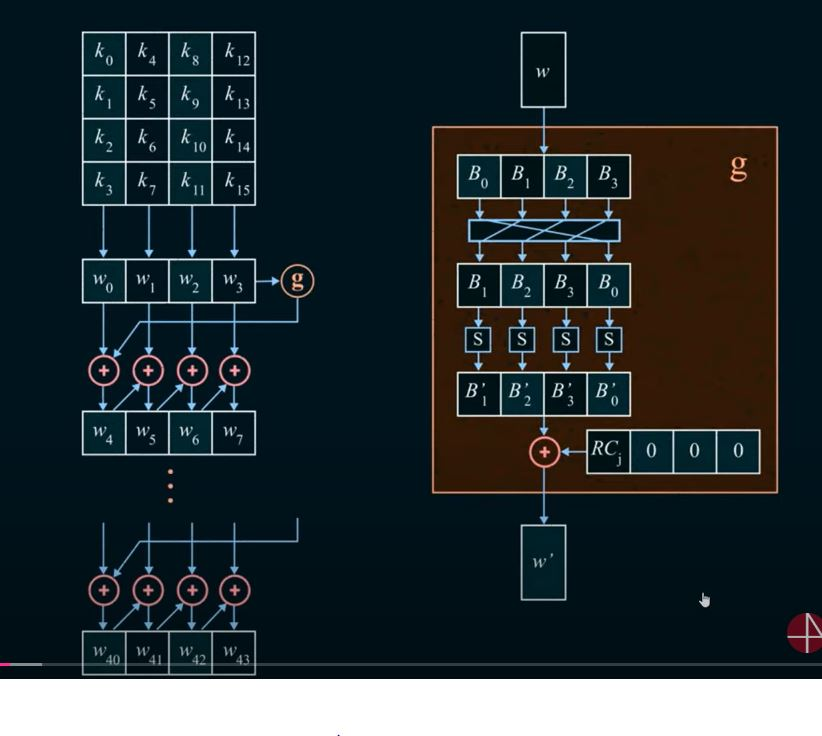 k0 k4 k8 k12
k1 k5 k9 k13
k2 k6 k10 k14
k3 k7 k11 k15
w0 w1 w2 w3 g
+ + + +
w4 w5 w6 w7
+ + + +
w40 w41 w42 w43
w
g
B0 B1 B2 B3
B1 B2 B3 B0
S S S S
B'1 B'2 B'3 B'0
+ RCj 0 0 0
w'